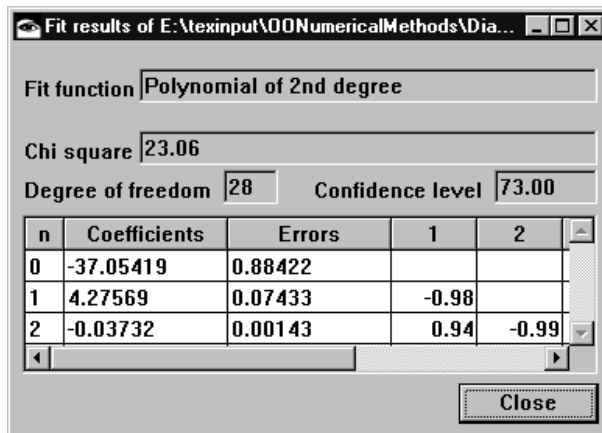 Fit results of E:\texinput\OONumericalMethods\Dia...
Fit function Polynomial of 2nd degree
Chi square 23.06
Degree of freedom 28 Confidence level 73.00
n Coefficients Errors 1 2
0 -37.05419 0.88422
1 4.27569 0.07433 -0.98
2 -0.03732 0.00143 0.94 -0.99
Close